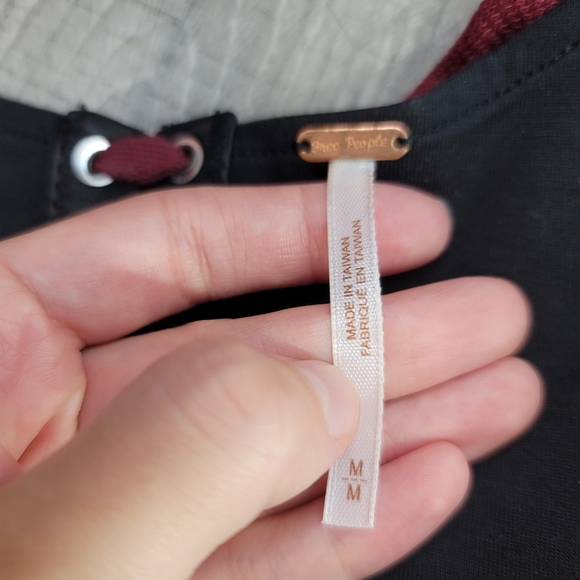 Free People
MADE IN TAIWAN
FABRIQUÉ EN TAIWAN
M
M